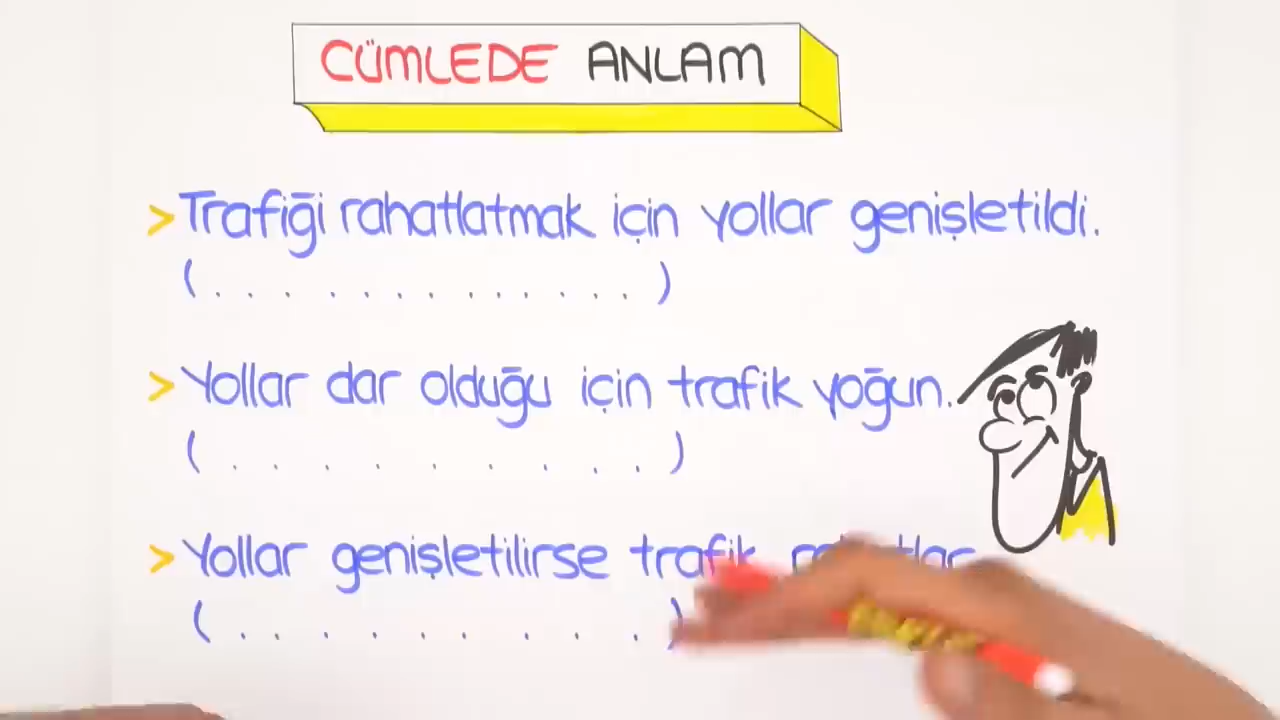 CÜMLEDE ANLAM
> Trafiği rahatlatmak için yollar genişletildi.
( . . . . . . . . . . . . . )
> Yollar dar olduğu için trafik yoğun.
( . . . . . . . . . )
> Yollar genişletilirse trafik
( . . . . . . . . . )